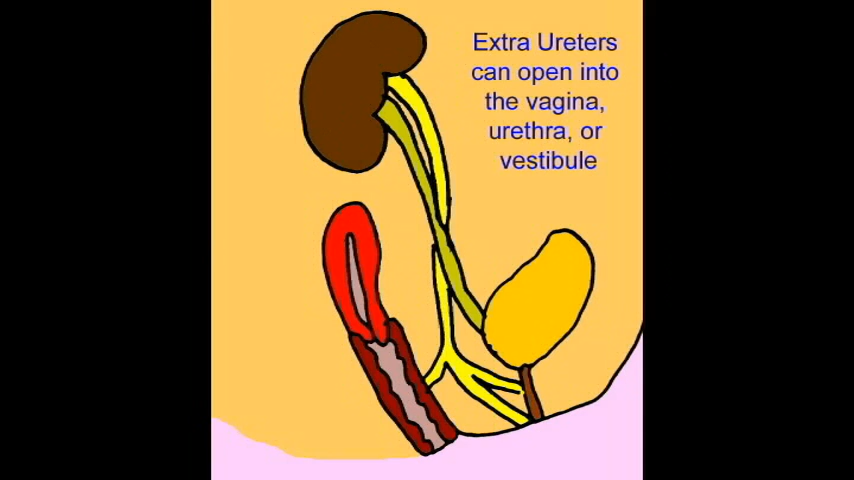 Extra Ureters
can open into
the vagina,
urethra, or
vestibule